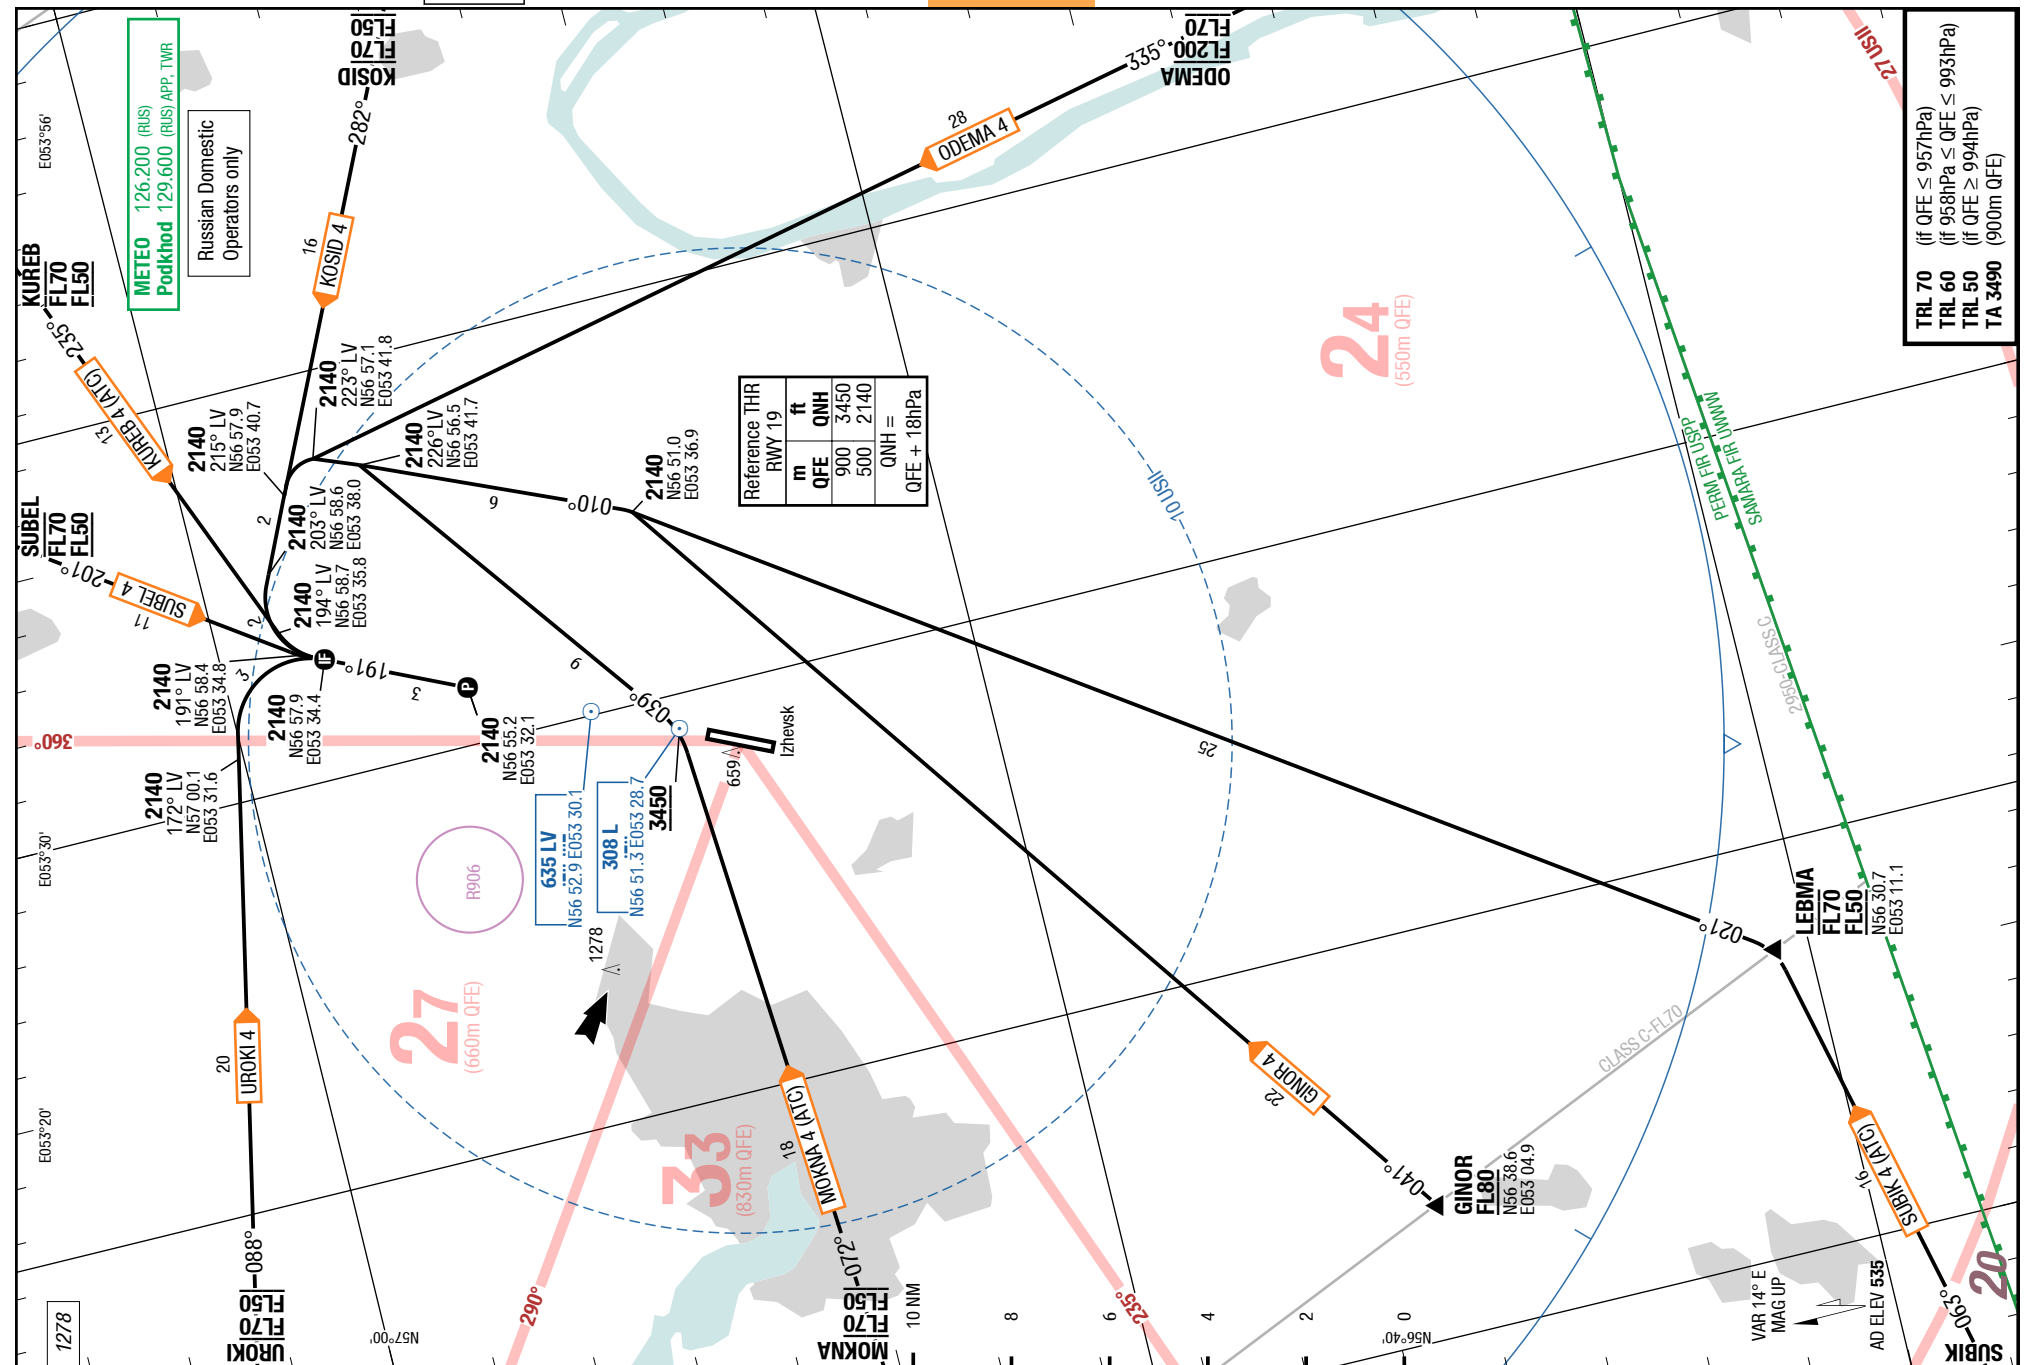 KOSID
FL70
FL50
282°
16
KOSID 4
ODEMA
FL200
FL70
335°
28
ODEMA 4
27 USII
E053°56'
METEO 126.200 (RUS)
Podkhod 129.600 (RUS) APP, TWR
Russian Domestic
Operators only
KUREB
FL70
FL50
235°
KUREB 4 (ATC)
13
SUBEL
FL70
FL50
201°
SUBEL 4
11
2140
215° LV
N56 57.9
E053 40.7
2140
223° LV
N56 57.1
E053 41.8
2140
226° LV
N56 56.5
E053 41.7
2140
203° LV
N56 58.6
E053 38.0
2140
194° LV
N56 58.7
E053 35.8
2
2
3
IF
191°
3
P
2140
191° LV
N56 58.4
E053 34.8
2140
N56 57.9
E053 34.4
2140
N56 55.2
E053 32.1
2140
172° LV
N57 00.1
E053 31.6
6
010°
2140
N56 51.0
E053 36.9
9
039°
Reference THR
RWY 19
m ft
QFE QNH
900 3450
500 2140
QNH =
QFE + 18hPa
24
(550m QFE)
TRL 70 (if QFE ≤ 957hPa)
TRL 60 (if 958hPa ≤ QFE ≤ 993hPa)
TRL 50 (if QFE ≥ 994hPa)
TA 3490 (900m QFE)
PERM FIR USPP
SAMARA FIR UWWW
10 USII
2950-CLASS C
360°
E053°30'
R906
635 LV
N56 52.9 E053 30.1
308 L
N56 51.3 E053 28.7
3450
659
Izhevsk
1278
27
(660m QFE)
25
021°
LEBMA
FL70
FL50
N56 30.7
E053 11.1
CLASS C-FL70
20
UROKI 4
088°
UROKI
FL70
FL50
E053°20'
33
(830m QFE)
18
MOKNA 4 (ATC)
072°
MOKNA
FL70
FL50
GINOR 4
22
041°
GINOR
FL80
N56 38.6
E053 04.9
SUBIK 4 (ATC)
16
063°
SUBIK
290°
235°
1278
N57°00'
10 NM
8
6
4
2
0
N56°40'
VAR 14° E
MAG UP
AD ELEV 535
20